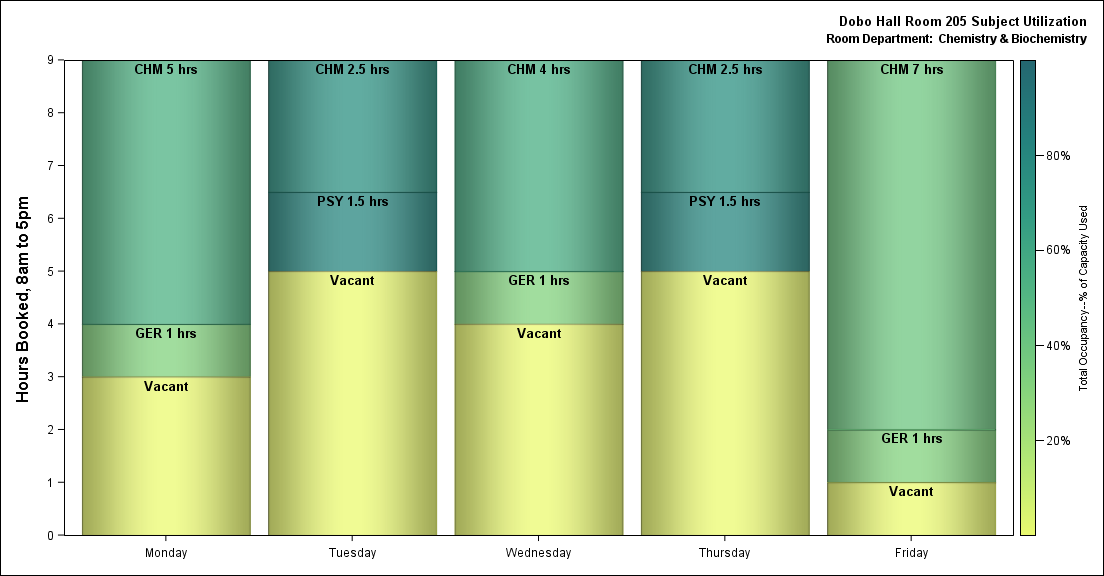 Dobo Hall Room 205 Subject Utilization
Room Department: Chemistry & Biochemistry
Hours Booked, 8am to 5pm
9
8
7
6
5
4
3
2
1
0
CHM 5 hrs
GER 1 hrs
Vacant
CHM 2.5 hrs
PSY 1.5 hrs
Vacant
CHM 4 hrs
GER 1 hrs
Vacant
CHM 2.5 hrs
PSY 1.5 hrs
Vacant
CHM 7 hrs
GER 1 hrs
Vacant
Monday
Tuesday
Wednesday
Thursday
Friday
80%
60%
40%
20%
Total Occupancy--% of Capacity Used